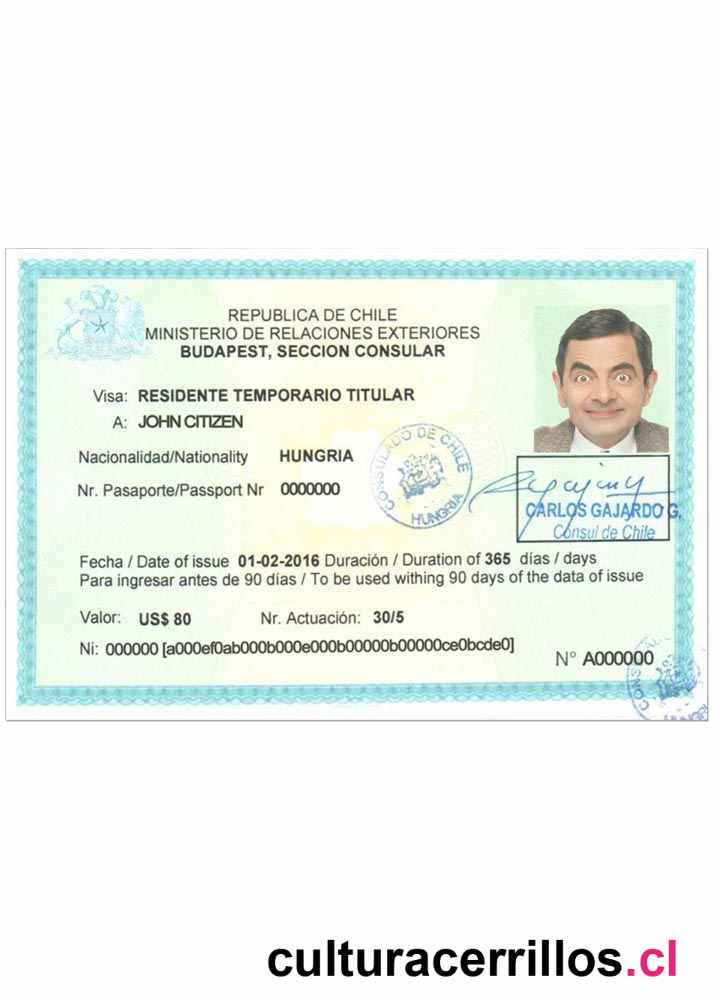 REPUBLICA DE CHILE
MINISTERIO DE RELACIONES EXTERIORES
BUDAPEST, SECCION CONSULAR
Visa: RESIDENTE TEMPORARIO TITULAR
A: JOHN CITIZEN
Nacionalidad/Nationality HUNGRIA
Nr. Pasaporte/Passport Nr 0000000
CONSULADO DE CHILE
HUNGRIA
CARLOS GAJARDO G.
Consul de Chile
Fecha / Date of issue 01-02-2016 Duración / Duration of 365 días / days
Para ingresar antes de 90 días / To be used withing 90 days of the data of issue
Valor: US$ 80 Nr. Actuación: 30/5
Ni: 000000 [a000ef0ab000b000e000b00000b00000ce0bcde0]
N° A000000
CONS
HUNGRIA
culturacerrillos.cl